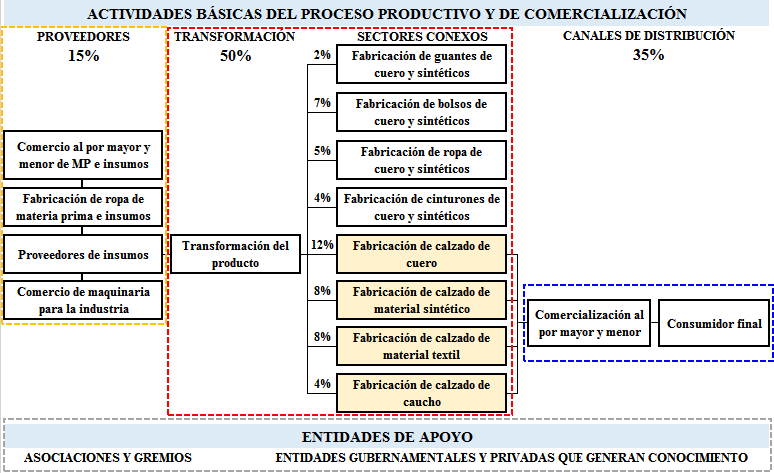 ACTIVIDADES BÁSICAS DEL PROCESO PRODUCTIVO Y DE COMERCIALIZACIÓN
PROVEEDORES
15%
TRANSFORMACIÓN
50%
SECTORES CONEXOS
CANALES DE DISTRIBUCIÓN
35%
Comercio al por mayor y
menor de MP e insumos
Fabricación de ropa de
materia prima e insumos
Proveedores de insumos
Comercio de maquinaria
para la industria
Transformación del
producto
2%
Fabricación de guantes de
cuero y sintéticos
7%
Fabricación de bolsos de
cuero y sintéticos
5%
Fabricación de ropa de
cuero y sintéticos
4%
Fabricación de cinturones de
cuero y sintéticos
12%
Fabricación de calzado de
cuero
8%
Fabricación de calzado de
material sintético
8%
Fabricación de calzado de
material textil
4%
Fabricación de calzado de
caucho
Comercialización al
por mayor y menor
Consumidor final
ENTIDADES DE APOYO
ASOCIACIONES Y GREMIOS
ENTIDADES GUBERNAMENTALES Y PRIVADAS QUE GENERAN CONOCIMIENTO